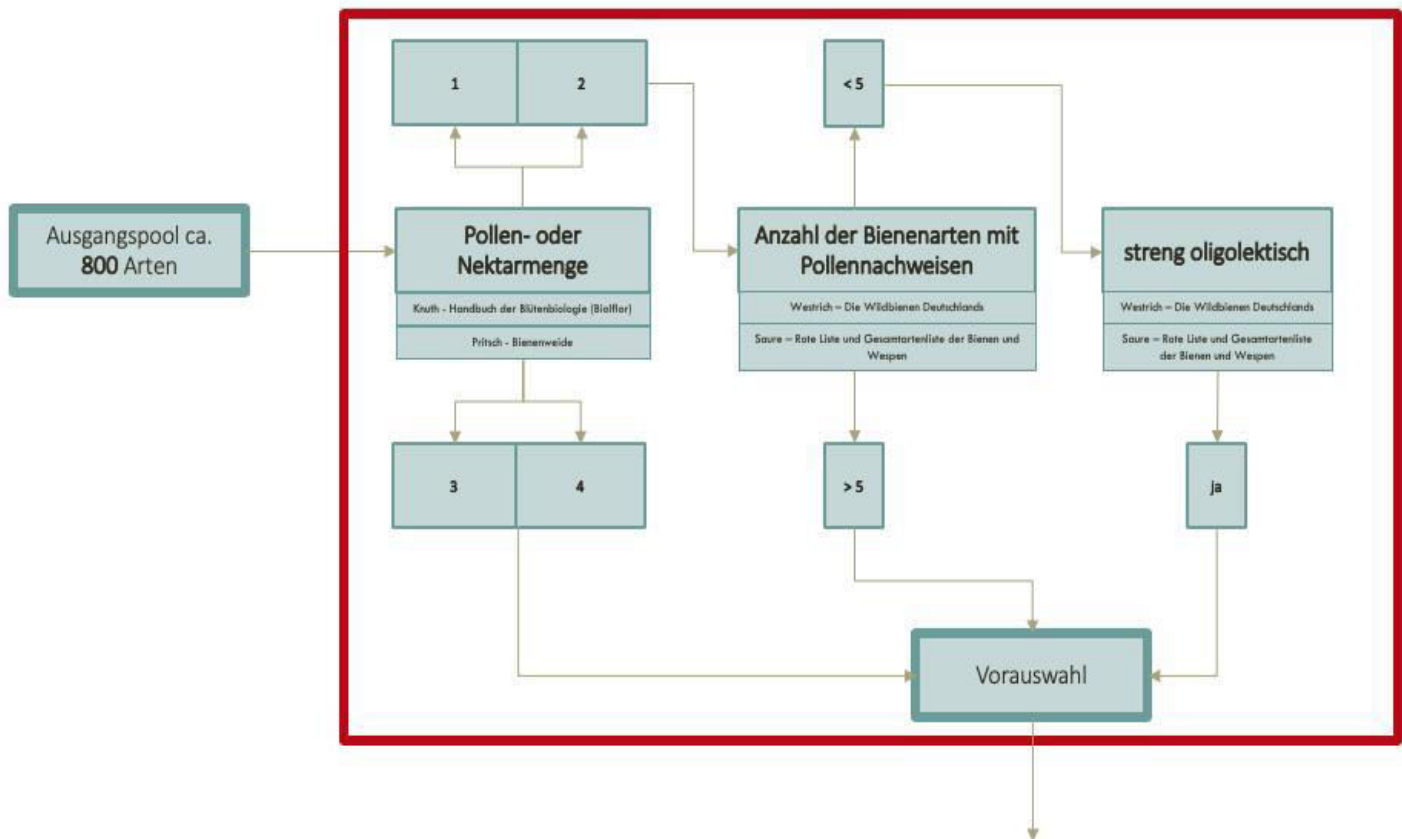 1
2
< 5
Ausgangspool ca.
800 Arten
Pollen- oder
Nektarmenge
Knuth - Handbuch der Blütenbiologie (Biolflor)
Pritsch - Bienenweide
Anzahl der Bienenarten mit
Pollennachweisen
Westrich – Die Wildbienen Deutschlands
Saure – Rote Liste und Gesamtartenliste der Bienen und
Wespen
streng oligolektisch
Westrich – Die Wildbienen Deutschlands
Saure – Rote Liste und Gesamtartenliste
der Bienen und Wespen
3
4
> 5
ja
Vorauswahl